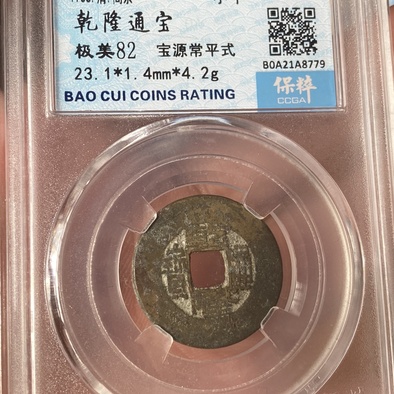 乾隆通宝
极美82 宝源常平式
23.1*1.4mm*4.2g
BAO CUI COINS RATING
B0A21A8779
保粹
CCGA